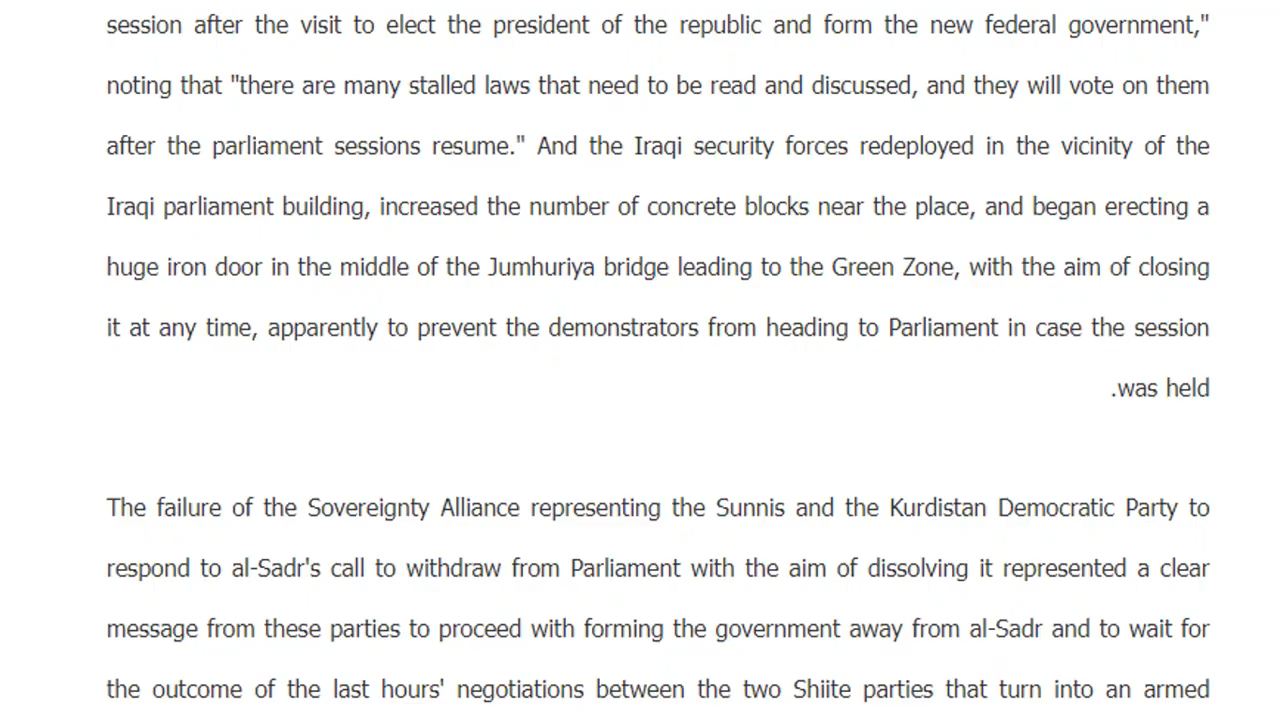 session after the visit to elect the president of the republic and form the new federal government,"
noting that "there are many stalled laws that need to be read and discussed, and they will vote on them
after the parliament sessions resume." And the Iraqi security forces redeployed in the vicinity of the
Iraqi parliament building, increased the number of concrete blocks near the place, and began erecting a
huge iron door in the middle of the Jumhuriya bridge leading to the Green Zone, with the aim of closing
it at any time, apparently to prevent the demonstrators from heading to Parliament in case the session
.was held
The failure of the Sovereignty Alliance representing the Sunnis and the Kurdistan Democratic Party to
respond to al-Sadr's call to withdraw from Parliament with the aim of dissolving it represented a clear
message from these parties to proceed with forming the government away from al-Sadr and to wait for
the outcome of the last hours' negotiations between the two Shiite parties that turn into an armed